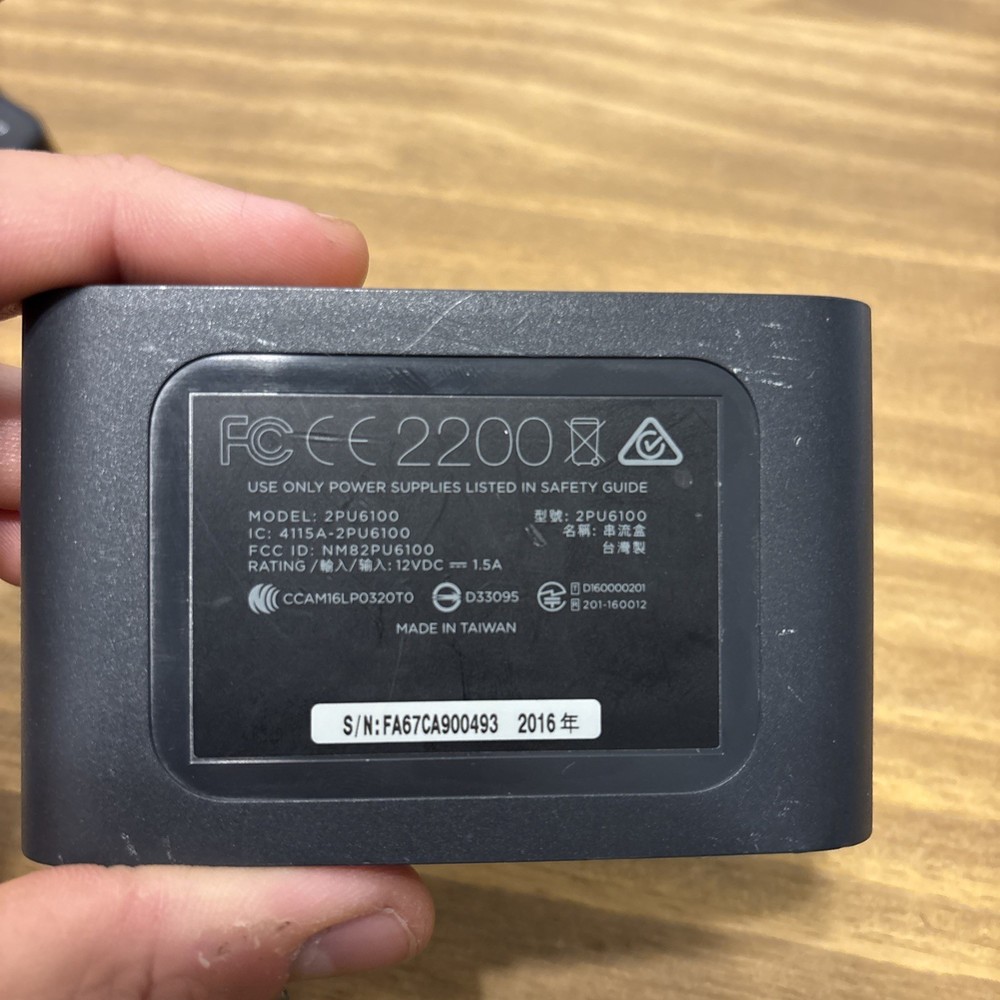 FC CE 2200
USE ONLY POWER SUPPLIES LISTED IN SAFETY GUIDE
MODEL: 2PU6100
IC: 4115A-2PU6100
FCC ID: NM82PU6100
RATING /輸入/输入: 12VDC ⎓ 1.5A
型號: 2PU6100
名稱: 串流盒
台灣製
CCAM16LP0320T0
D33095
T D160000201
R 201-160012
MADE IN TAIWAN
S/N:FA67CA900493 2016年